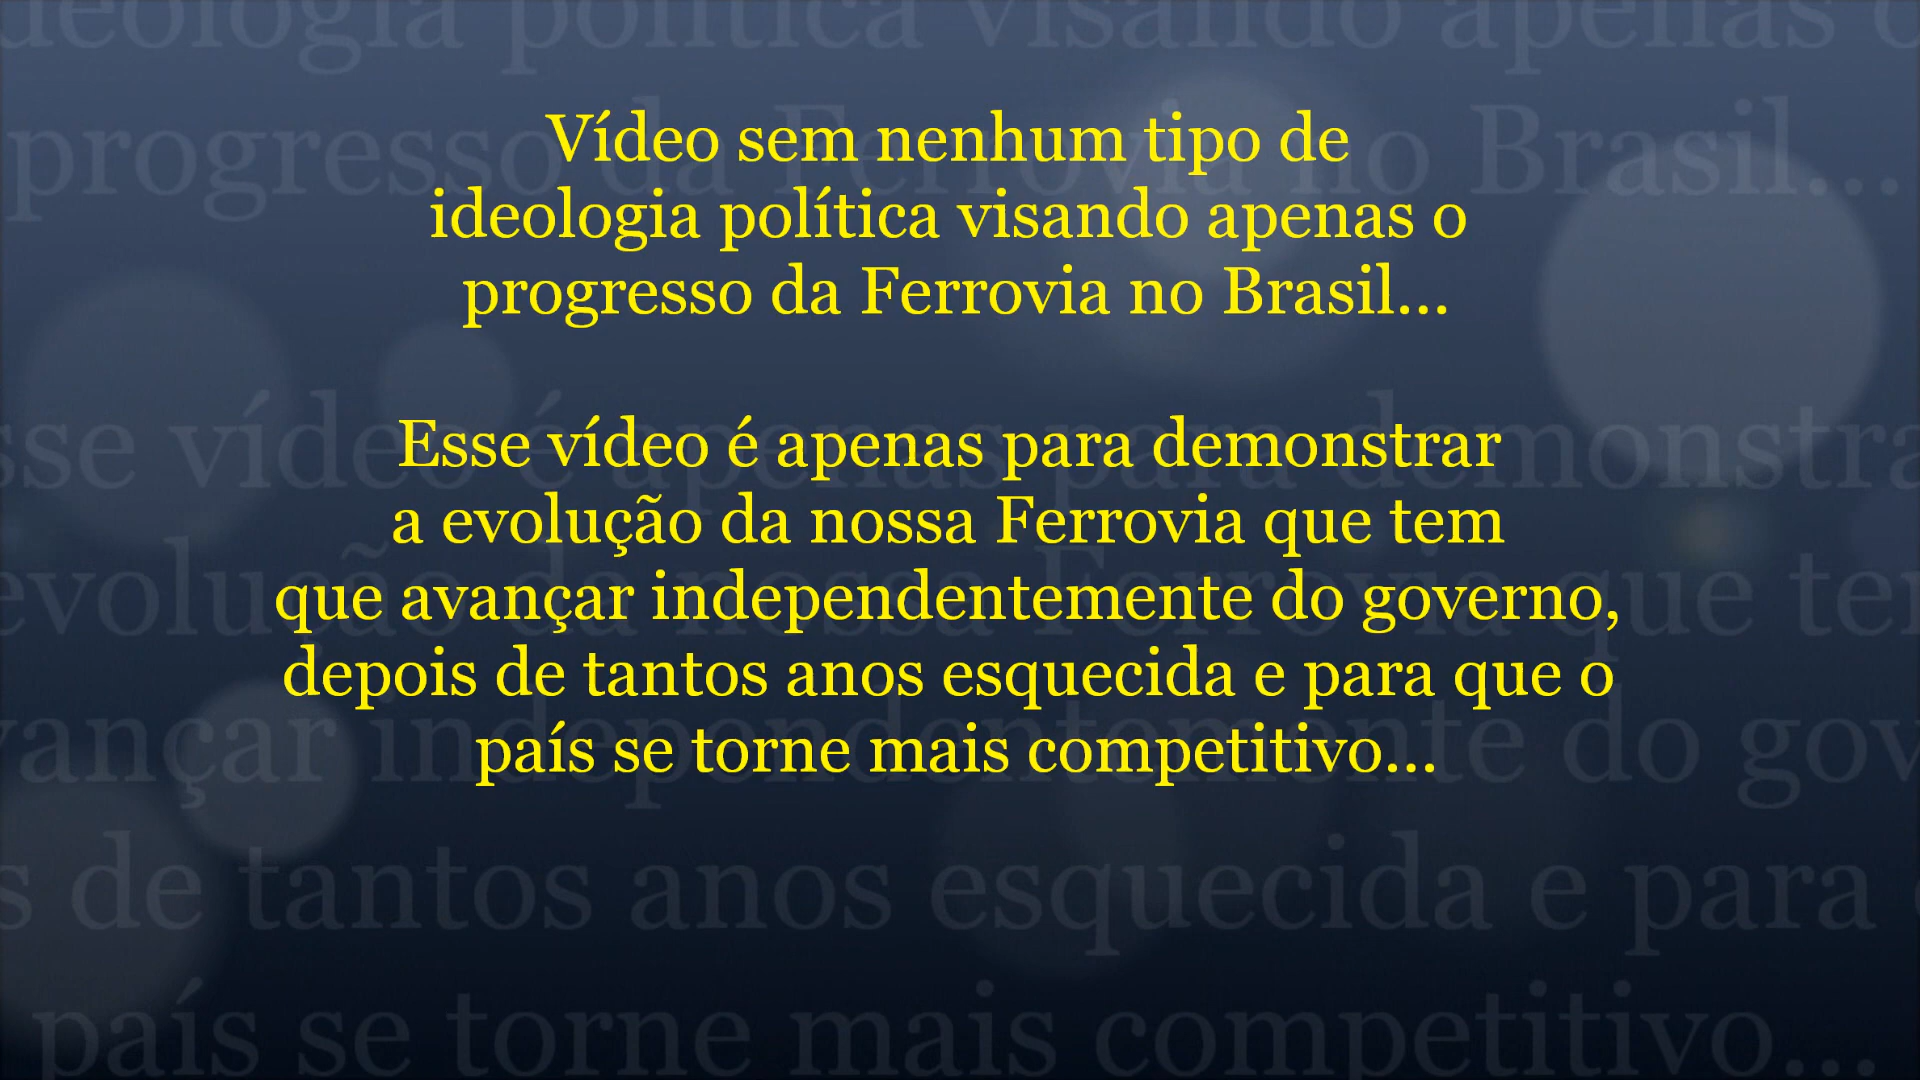 Vídeo sem nenhum tipo de
ideologia política visando apenas o
progresso da Ferrovia no Brasil...
Esse vídeo é apenas para demonstrar
a evolução da nossa Ferrovia que tem
que avançar independentemente do governo,
depois de tantos anos esquecida e para que o
país se torne mais competitivo...